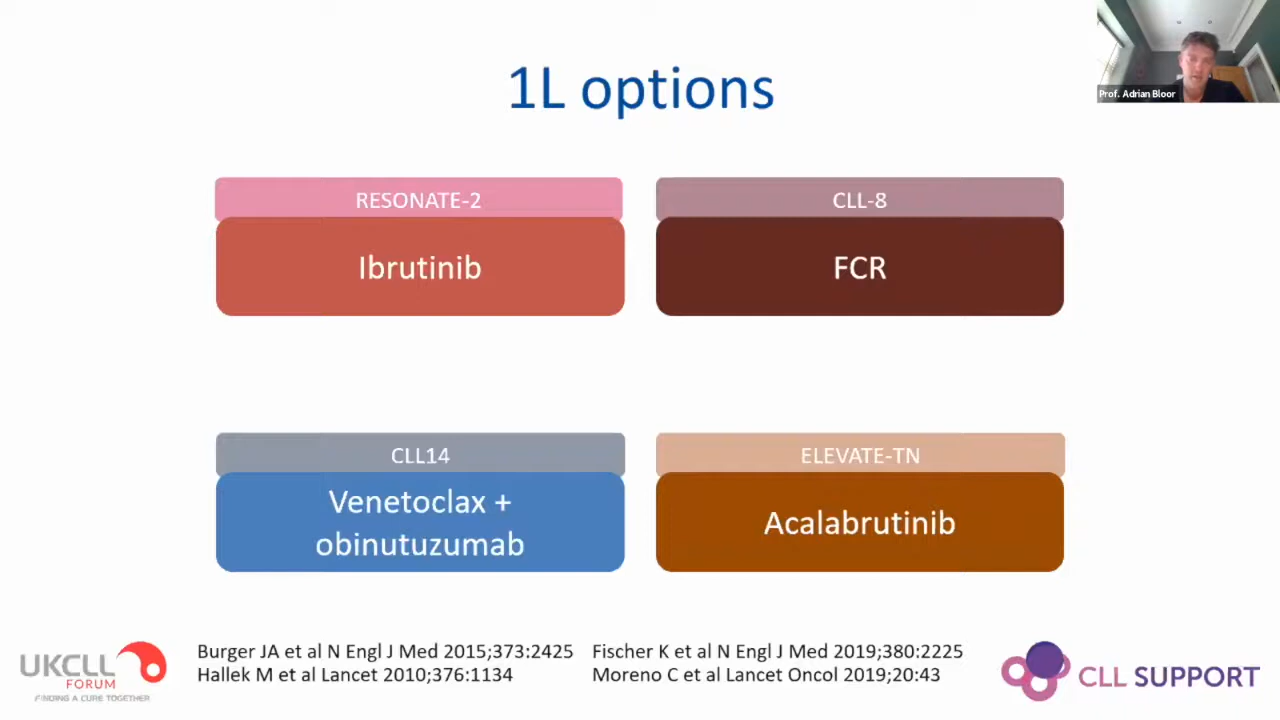 1L options
Prof. Adrian Bloor
RESONATE-2
Ibrutinib
CLL-8
FCR
CLL14
Venetoclax +
obinutuzumab
ELEVATE-TN
Acalabrutinib
Burger JA et al N Engl J Med 2015;373:2425
Hallek M et al Lancet 2010;376:1134
Fischer K et al N Engl J Med 2019;380:2225
Moreno C et al Lancet Oncol 2019;20:43
UKCLL
FORUM
FINDING A CURE TOGETHER
CLL SUPPORT